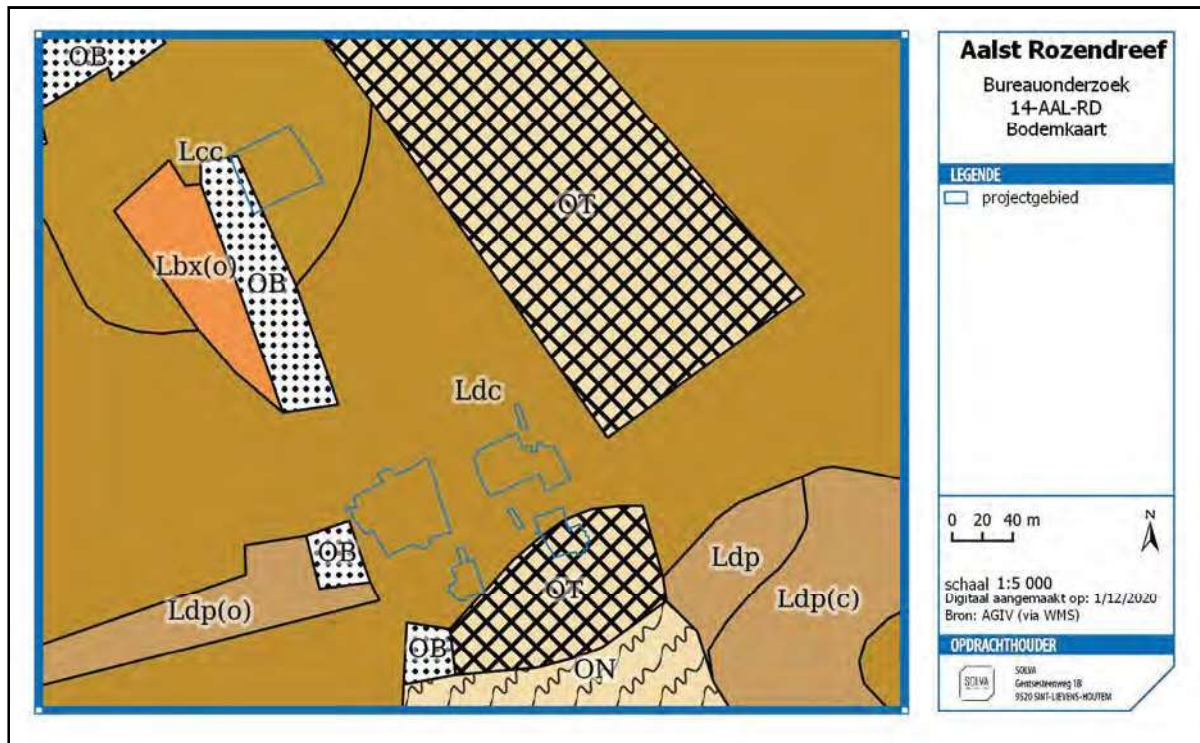 OB
Lcc
OT
Lbx(o)
OB
Ldc
OB
Ldp
OT
Ldp(o)
Ldp(c)
OB
ON
Aalst Rozendreef
Bureauonderzoek
14-AAL-RD
Bodemkaart
LEGENDE
projectgebied
0 20 40 m
N
schaal 1:5 000
Digitaal aangemaakt op: 1/12/2020
Bron: AGIV (via WMS)
OPDRACHTHOUDER
SOLVA
SOLVA
Gentsesteenweg 1B
9520 SINT-LIEVENS-HOUTEM